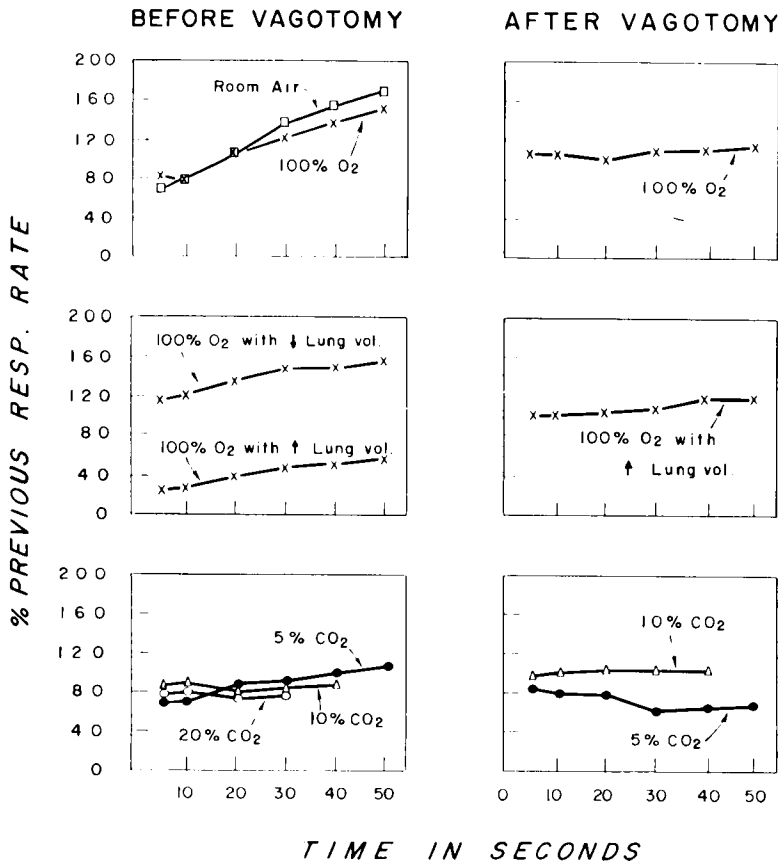 BEFORE VAGOTOMY
AFTER VAGOTOMY
% PREVIOUS RESP. RATE
200
160
120
80
40
0
Room Air
100% O2
100% O2
200
160
120
80
40
0
100% O2 with ↓ Lung vol.
100% O2 with ↑ Lung vol.
100% O2 with
↑ Lung vol.
200
160
120
80
40
0
5% CO2
20% CO2
10% CO2
10% CO2
5% CO2
10 20 30 40 50
0 10 20 30 40 50
TIME IN SECONDS